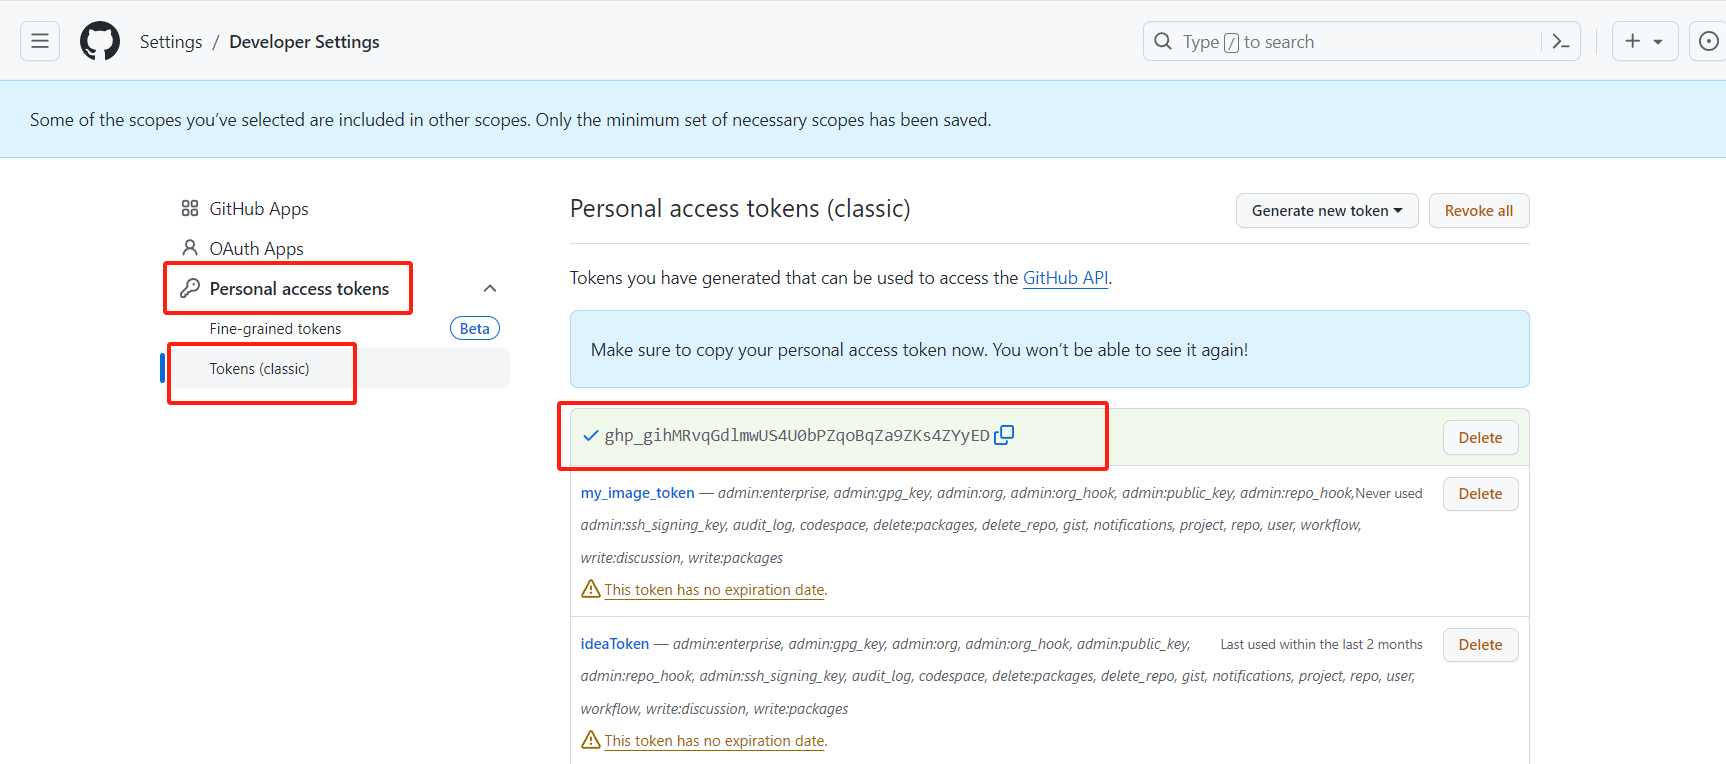 Settings / Developer Settings
Type / to search
Some of the scopes you've selected are included in other scopes. Only the minimum set of necessary scopes has been saved.
GitHub Apps
OAuth Apps
Personal access tokens
Fine-grained tokens Beta
Tokens (classic)
Personal access tokens (classic)
Generate new token
Revoke all
Tokens you have generated that can be used to access the GitHub API.
Make sure to copy your personal access token now. You won't be able to see it again!
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
Delete
my_image_token — admin:enterprise, admin:gpg_key, admin:org, admin:org_hook, admin:public_key, admin:repo_hook, Never used
Delete
admin:ssh_signing_key, audit_log, codespace, delete:packages, delete_repo, gist, notifications, project, repo, user, workflow,
write:discussion, write:packages
This token has no expiration date.
ideaToken — admin:enterprise, admin:gpg_key, admin:org, admin:org_hook, admin:public_key, Last used within the last 2 months
Delete
admin:repo_hook, admin:ssh_signing_key, audit_log, codespace, delete:packages, delete_repo, gist, notifications, project, repo, user,
workflow, write:discussion, write:packages
This token has no expiration date.